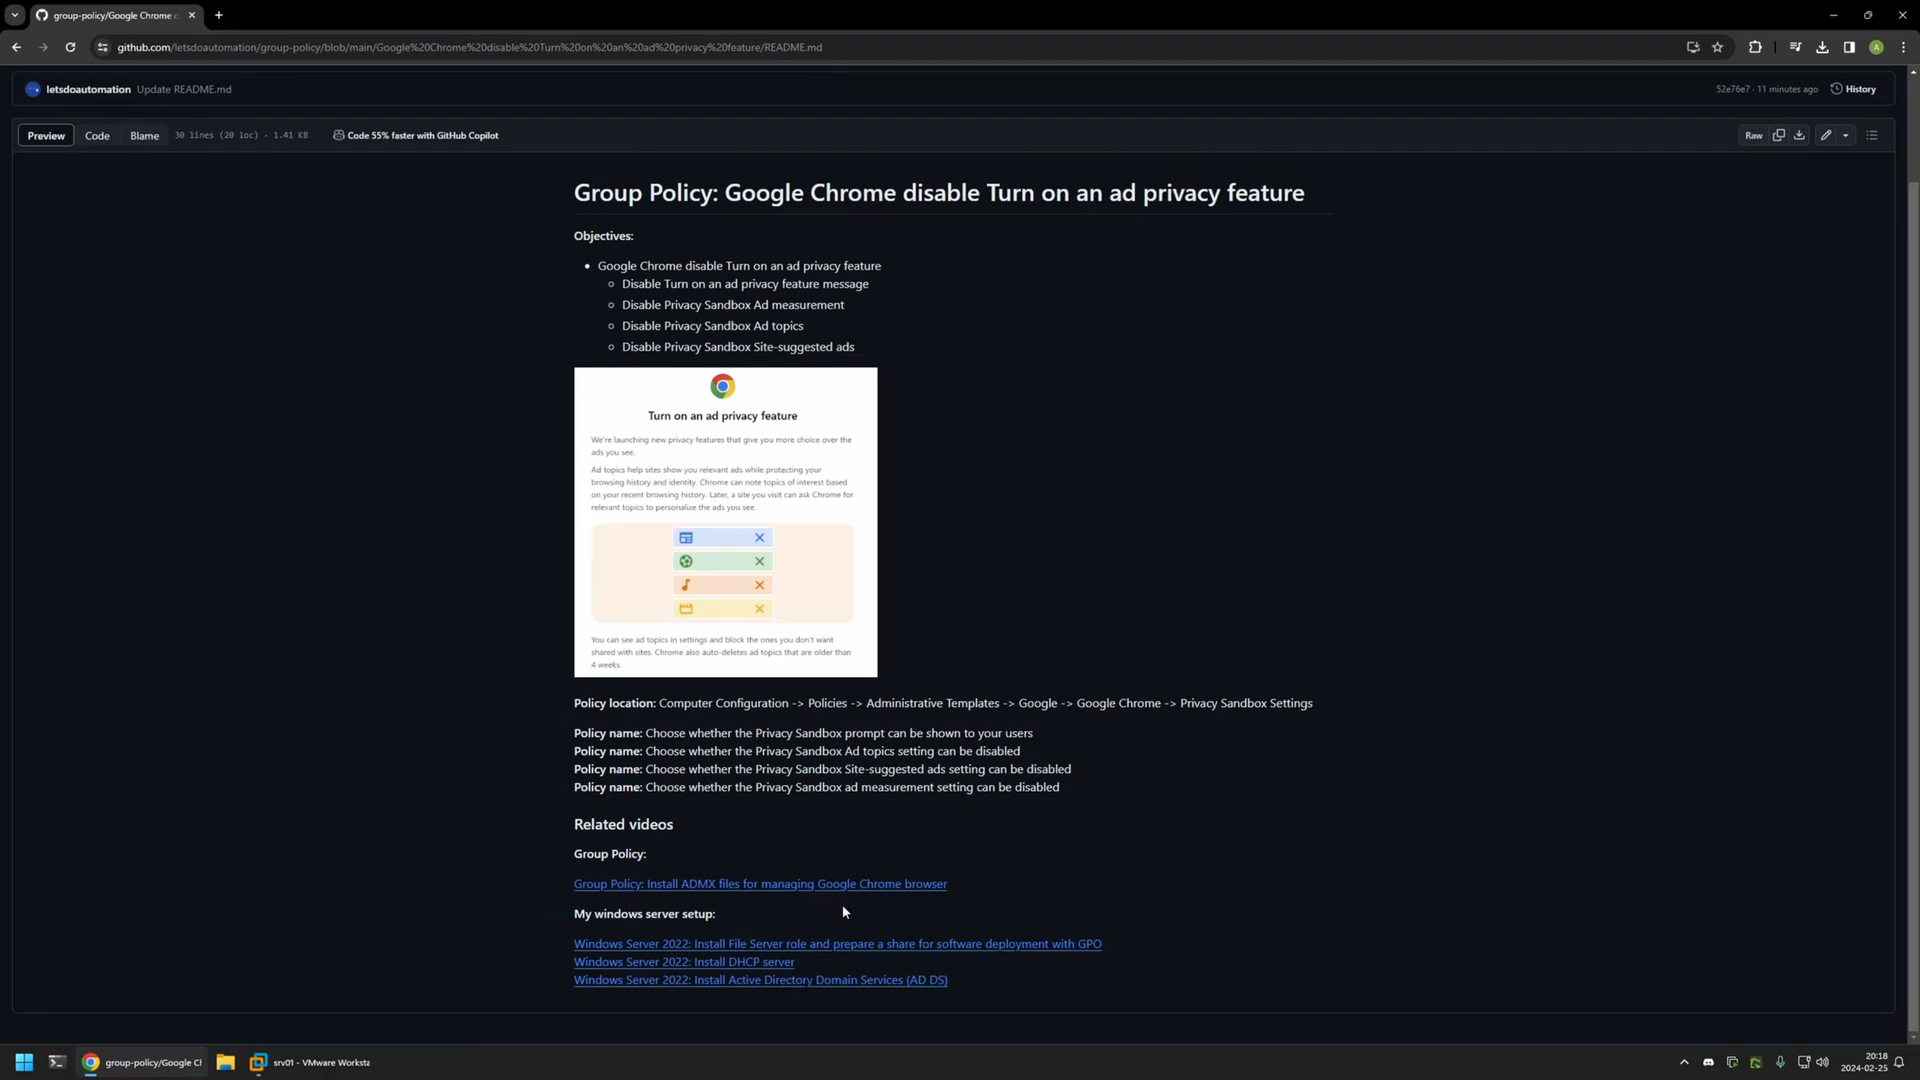 group-policy/Google Chrome d
github.com/letsdoautomation/group-policy/blob/main/Google%20Chrome%20disable%20Turn%20on%20an%20ad%20privacy%20feature/README.md
A
letsdoautomation Update README.md
52e76e7 · 11 minutes ago
History
Preview
Code
Blame
30 lines (20 loc) · 1.41 KB
Code 55% faster with GitHub Copilot
Raw
Group Policy: Google Chrome disable Turn on an ad privacy feature
Objectives:
Google Chrome disable Turn on an ad privacy feature
Disable Turn on an ad privacy feature message
Disable Privacy Sandbox Ad measurement
Disable Privacy Sandbox Ad topics
Disable Privacy Sandbox Site-suggested ads
Turn on an ad privacy feature
We're launching new privacy features that give you more choice over the
ads you see.
Ad topics help sites show you relevant ads while protecting your
browsing history and identity. Chrome can note topics of interest based
on your recent browsing history. Later, a site you visit can ask Chrome for
relevant topics to personalize the ads you see.
You can see ad topics in settings and block the ones you don't want
shared with sites. Chrome also auto-deletes ad topics that are older than
4 weeks.
Policy location: Computer Configuration -> Policies -> Administrative Templates -> Google -> Google Chrome -> Privacy Sandbox Settings
Policy name: Choose whether the Privacy Sandbox prompt can be shown to your users
Policy name: Choose whether the Privacy Sandbox Ad topics setting can be disabled
Policy name: Choose whether the Privacy Sandbox Site-suggested ads setting can be disabled
Policy name: Choose whether the Privacy Sandbox ad measurement setting can be disabled
Related videos
Group Policy:
Group Policy: Install ADMX files for managing Google Chrome browser
My windows server setup:
Windows Server 2022: Install File Server role and prepare a share for software deployment with GPO
Windows Server 2022: Install DHCP server
Windows Server 2022: Install Active Directory Domain Services (AD DS)
group-policy/Google Cl
srv01 - VMware Worksta
20:18
2024-02-25